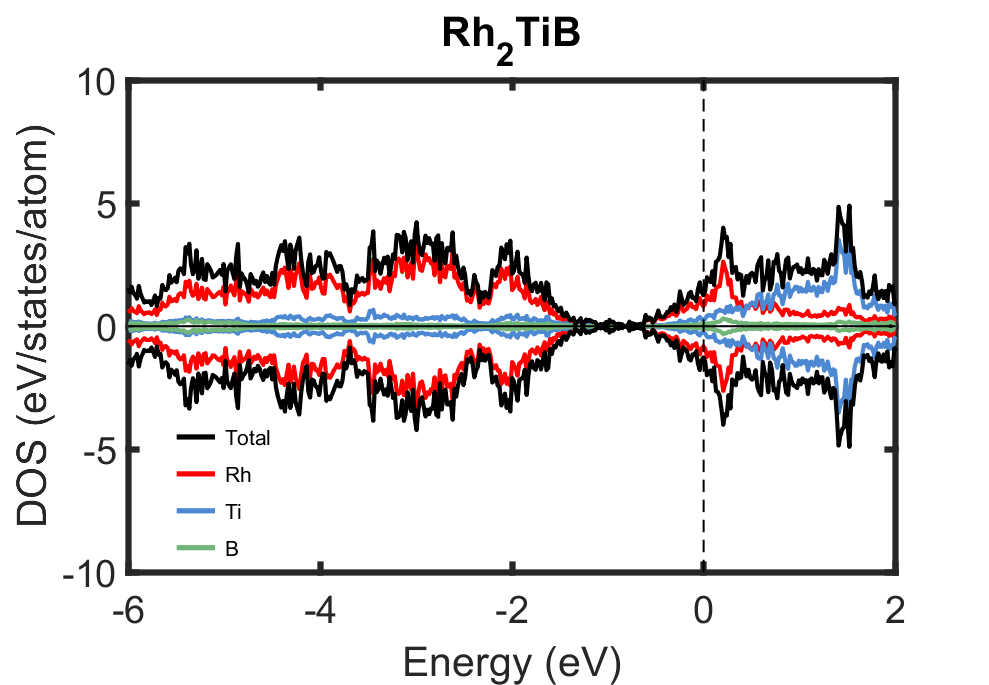 Rh₂TiB
10
5
0
-5
-10
DOS (eV/states/atom)
Total
Rh
Ti
B
-6 -4 -2 0 2
Energy (eV)